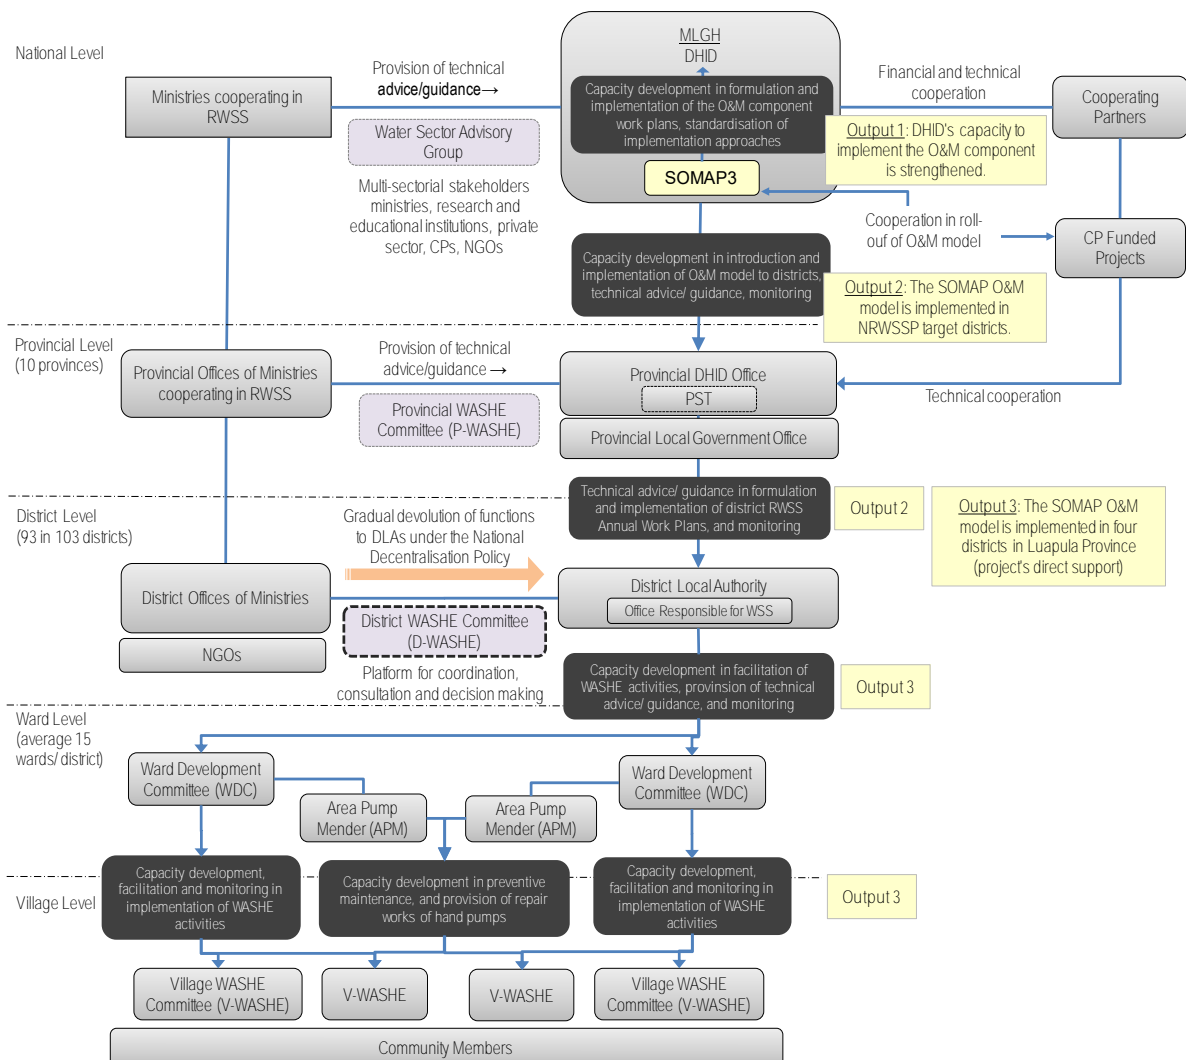 National Level
MLGH
DHID
Provision of technical
advice/guidance→
Financial and technical
cooperation
Ministries cooperating in
RWSS
Capacity development in formulation and
implementation of the O&M component
work plans, standardisation of
implementation approaches
Cooperating
Partners
Water Sector Advisory
Group
Output 1: DHID's capacity to
implement the O&M component
is strengthened.
SOMAP3
Multi-sectorial stakeholders
ministries, research and
educational institutions, private
sector, CPs, NGOs
Cooperation in roll-
out of O&M model
CP Funded
Projects
Capacity development in introduction and
implementation of O&M model to districts,
technical advice/ guidance, monitoring
Output 2: The SOMAP O&M
model is implemented in
NRWSSP target districts.
Provincial Level
(10 provinces)
Provision of technical
advice/guidance →
Provincial Offices of Ministries
cooperating in RWSS
Provincial DHID Office
PST
Technical cooperation
Provincial WASHE
Committee (P-WASHE)
Provincial Local Government Office
Technical advice/ guidance in formulation
and implementation of district RWSS
Annual Work Plans, and monitoring
Output 2
Output 3: The SOMAP O&M
model is implemented in four
districts in Luapula Province
(project's direct support)
District Level
(93 in 103 districts)
Gradual devolution of functions
to DLAs under the National
Decentralisation Policy
District Offices of Ministries
District Local Authority
Office Responsible for WSS
District WASHE Committee
(D-WASHE)
NGOs
Platform for coordination,
consultation and decision making
Capacity development in facilitation of
WASHE activities, provinsion of technical
advice/ guidance, and monitoring
Output 3
Ward Level
(average 15
wards/ district)
Ward Development
Committee (WDC)
Ward Development
Committee (WDC)
Area Pump
Mender (APM)
Area Pump
Mender (APM)
Capacity development,
facilitation and monitoring in
implementation of WASHE
activities
Capacity development in preventive
maintenance, and provision of repair
works of hand pumps
Capacity development,
facilitation and monitoring in
implementation of WASHE
activities
Output 3
Village Level
Village WASHE
Committee (V-WASHE)
V-WASHE
V-WASHE
Village WASHE
Committee (V-WASHE)
Community Members